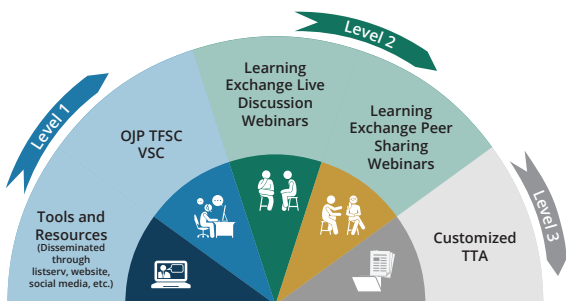 Level 1
Level 2
Level 3
Tools and
Resources
(Disseminated
through
listserv, website,
social media, etc.)
OJP TFSC
VSC
Learning
Exchange Live
Discussion
Webinars
Learning
Exchange Peer
Sharing
Webinars
Customized
TTA